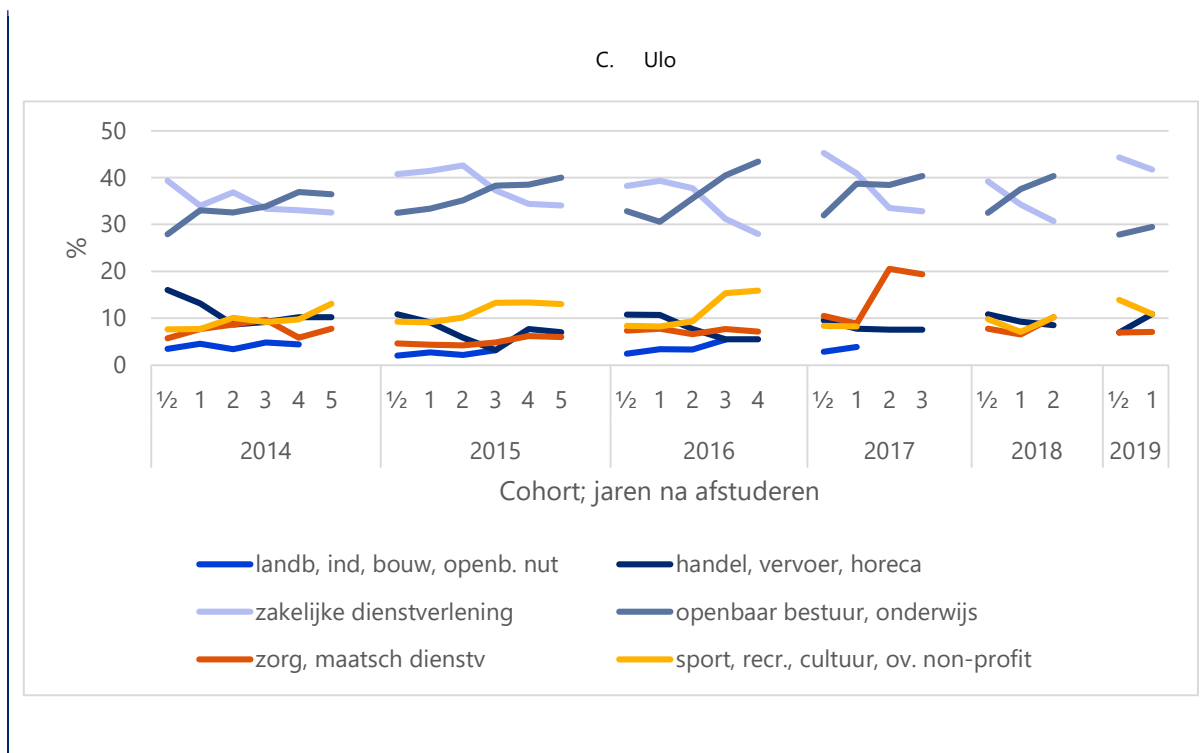 C. Ulo
50
40
30
20
10
0
%
½ 1 2 3 4 5 ½ 1 2 3 4 5 ½ 1 2 3 4 ½ 1 2 3 ½ 1 2 ½ 1
2014 2015 2016 2017 2018 2019
Cohort; jaren na afstuderen
landb, ind, bouw, openb. nut handel, vervoer, horeca
zakelijke dienstverlening openbaar bestuur, onderwijs
zorg, maatsch dienstv sport, recr., cultuur, ov. non-profit